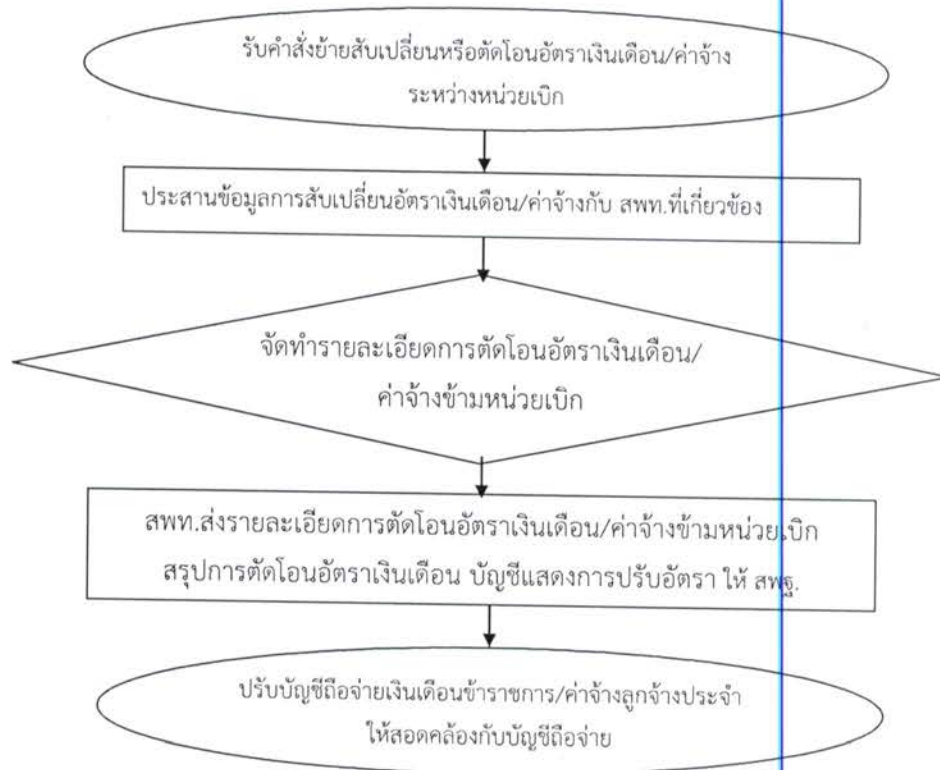 รับคำสั่งย้ายสับเปลี่ยนหรือตัดโอนอัตราเงินเดือน/ค่าจ้าง
ระหว่างหน่วยเบิก
ประสานข้อมูลการสับเปลี่ยนอัตราเงินเดือน/ค่าจ้างกับ สพท.ที่เกี่ยวข้อง
จัดทำรายละเอียดการตัดโอนอัตราเงินเดือน/
ค่าจ้างข้ามหน่วยเบิก
สพท.ส่งรายละเอียดการตัดโอนอัตราเงินเดือน/ค่าจ้างข้ามหน่วยเบิก
สรุปการตัดโอนอัตราเงินเดือน บัญชีแสดงการปรับอัตรา ให้ สพฐ.
ปรับบัญชีถือจ่ายเงินเดือนข้าราชการ/ค่าจ้างลูกจ้างประจำ
ให้สอดคล้องกับบัญชีถือจ่าย